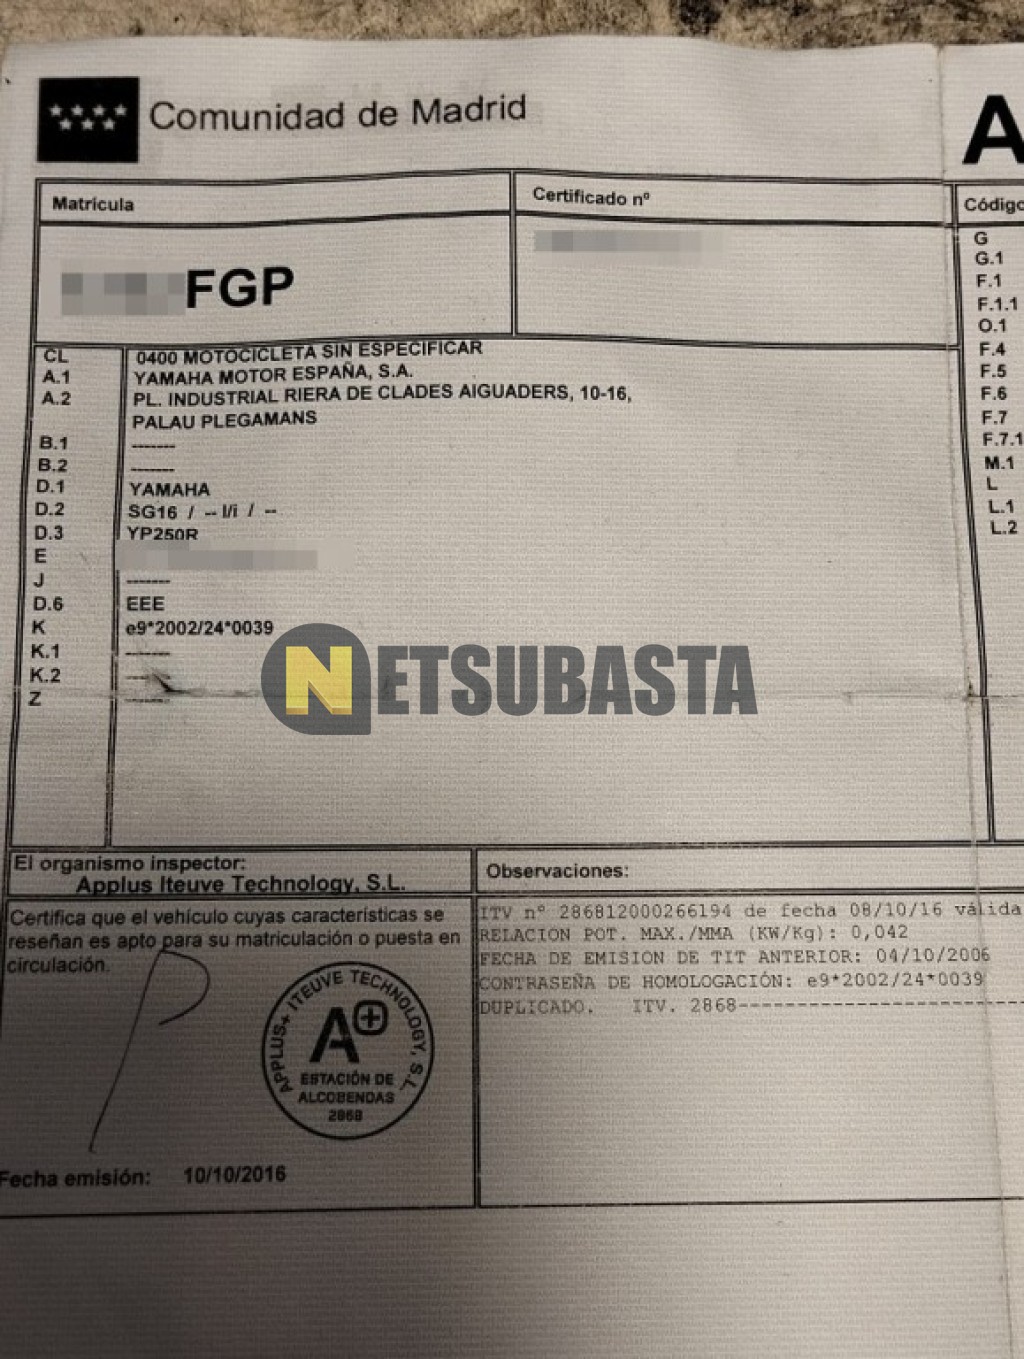 Comunidad de Madrid
A
Matrícula
Certificado nº
Código
FGP
G
G.1
F.1
F.1.1
O.1
F.4
F.5
F.6
F.7
F.7.1
M.1
L
L.1
L.2
CL 0400 MOTOCICLETA SIN ESPECIFICAR
A.1 YAMAHA MOTOR ESPAÑA, S.A.
A.2 PL. INDUSTRIAL RIERA DE CLADES AIGUADERS, 10-16,
PALAU PLEGAMANS
B.1 -------
B.2 -------
D.1 YAMAHA
D.2 SG16 / -- I/i / --
D.3 YP250R
E
J -------
D.6 EEE
K e9*2002/24*0039
K.1 -------
K.2
Z -------
NETSUBASTA
El organismo inspector:
Applus Iteuve Technology, S.L.
Observaciones:
Certifica que el vehículo cuyas características se
reseñan es apto para su matriculación o puesta en
circulación.
ITV nº 286812000266194 de fecha 08/10/16 válida
RELACION POT. MAX./MMA (KW/Kg): 0,042
FECHA DE EMISION DE TIT ANTERIOR: 04/10/2006
CONTRASEÑA DE HOMOLOGACIÓN: e9*2002/24*0039
DUPLICADO. ITV. 2868------------------------
APPLUS+ ITEUVE TECHNOLOGY, S.L.
A+
ESTACIÓN DE
ALCOBENDAS
2868
Fecha emisión: 10/10/2016